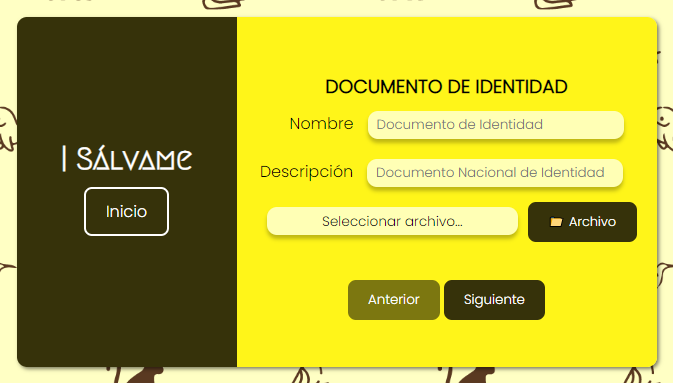 | SÁLVAME
Inicio
DOCUMENTO DE IDENTIDAD
Nombre Documento de Identidad
Descripción Documento Nacional de Identidad
Seleccionar archivo... Archivo
Anterior Siguiente